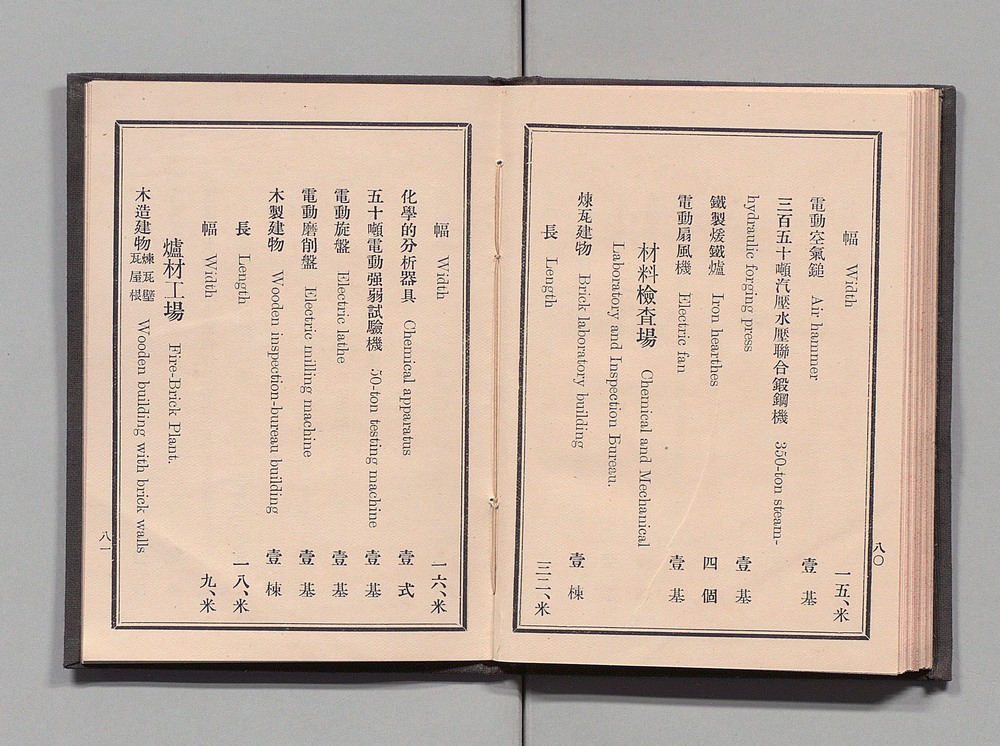 幅 Width 一五、米
電動空氣鎚 Air hammer 壹基
三百五十噸汽壓水壓聯合鍛鋼機 350-ton steam-
hydraulic forging press 壹基
鐵製煖鐵爐 Iron hearthes 四個
電動扇風機 Electric fan 壹基
材料檢査場 Chemical and Mechanical
Laboratory and Inspection Bureau.
煉瓦建物 Brick laboratory building 壹棟
長 Length 三二、米
八〇
幅 Width 一六、米
化學的分析器具 Chemical apparatus 壹式
五十噸電動强弱試驗機 50-ton testing machine 壹基
電動旋盤 Electric lathe 壹基
電動磨削盤 Electric milling machine 壹基
木製建物 Wooden inspection-bureau building 壹棟
長 Length 一八、米
幅 Width 九、米
爐材工場 Fire-Brick Plant.
木造建物煉瓦壁瓦屋根 Wooden building with brick walls
八一